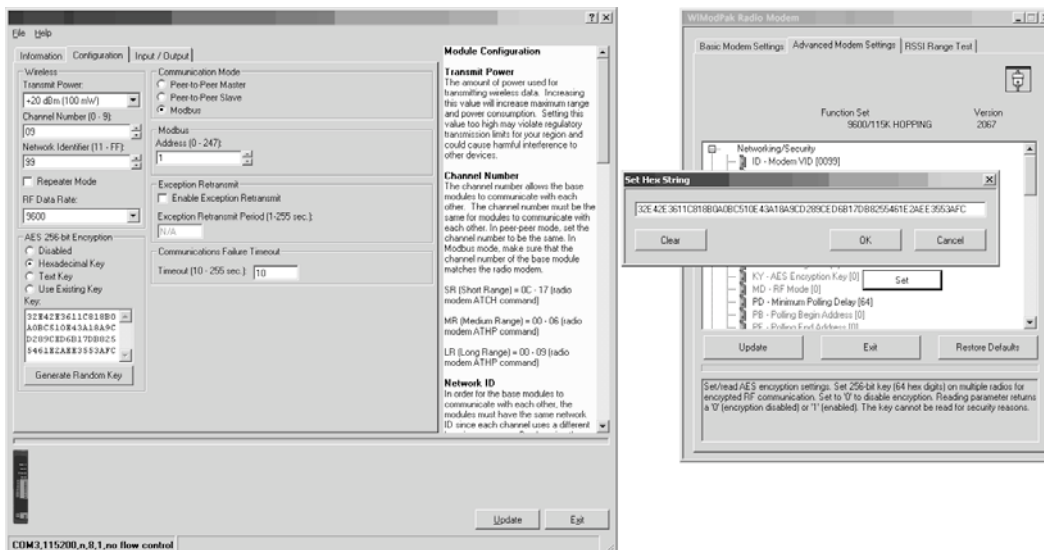 File Help
Information Configuration Input / Output
Wireless
Transmit Power:
+20 dBm (100 mW)
Channel Number (0 - 9):
09
Network Identifier (11 - FF):
99
Repeater Mode
RF Data Rate:
9600
AES 256-bit Encryption
Disabled
Hexadecimal Key
Text Key
Use Existing Key
Key:
32E42E3611C818B0
A0BC510E43A18A9C
D289CED6B17DB825
5461E2AEE3553AFC
Generate Random Key
Communication Mode
Peer-to-Peer Master
Peer-to-Peer Slave
Modbus
Modbus
Address (0 - 247):
1
Exception Retransmit
Enable Exception Retransmit
Exception Retransmit Period (1-255 sec.):
N/A
Communications Failure Timeout
Timeout (10 - 255 sec.): 10
Module Configuration
Transmit Power
The amount of power used for
transmitting wireless data. Increasing
this value will increase maximum range
and power consumption. Setting this
value too high may violate regulatory
transmission limits for your region and
could cause harmful interference to
other devices.
Channel Number
The channel number allows the base
modules to communicate with each
other. The channel number must be the
same for modules to communicate with
each other. In peer-peer mode, set the
channel number to be the same. In
Modbus mode, make sure that the
channel number of the base module
matches the radio modem.
SR (Short Range) = 0C - 17 (radio
modem ATCH command)
MR (Medium Range) = 00 - 06 (radio
modem ATHP command)
LR (Long Range) = 00 - 09 (radio
modem ATHP command)
Network ID
In order for the base modules to
communicate with each other, the
modules must have the same network
ID since each channel uses a different
Update Exit
COM3,115200,n,8,1,no flow control
WiModPak Radio Modem
Basic Modem Settings Advanced Modem Settings RSSI Range Test
Function Set Version
9600/115K HOPPING 2067
Networking/Security
ID - Modem VID [0099]
Set Hex String
32E42E3611C818B0A0BC510E43A18A9CD289CED6B17DB8255461E2AEE3553AFC
Clear OK Cancel
KY - AES Encryption Key [0]
Set
MD - RF Mode [0]
PD - Minimum Polling Delay [64]
PB - Polling Begin Address [0]
PE - Polling End Address [0]
Update Exit Restore Defaults
Set/read AES encryption settings. Set 256-bit key (64 hex digits) on multiple radios for
encrypted RF communication. Set to '0' to disable encryption. Reading parameter returns
a '0' (encryption disabled) or '1' (enabled). The key cannot be read for security reasons.